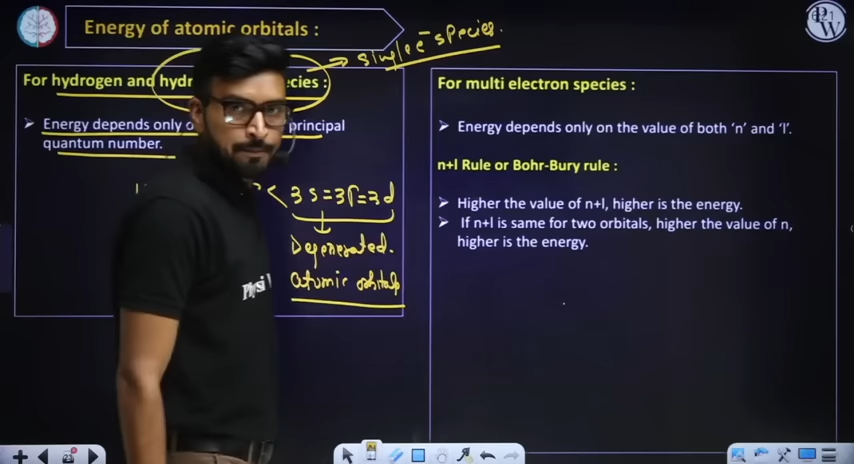 Energy of atomic orbitals :
single e⁻ species.
For hydrogen and hydr ecies :
Energy depends only o principal
quantum number.
< 3s=3p=3d
Degenerated.
atomic orbitals
Physi W
For multi electron species :
Energy depends only on the value of both 'n' and 'l'.
n+l Rule or Bohr-Bury rule :
Higher the value of n+l, higher is the energy.
If n+l is same for two orbitals, higher the value of n,
higher is the energy.